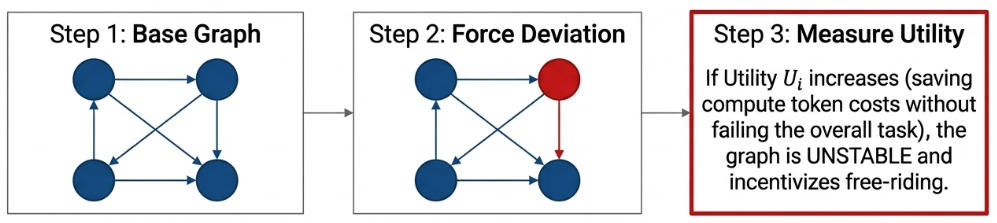 Step 1: Base Graph
Step 2: Force Deviation
Step 3: Measure Utility
If Utility U_i increases (saving
compute token costs without
failing the overall task), the
graph is UNSTABLE and
incentivizes free-riding.